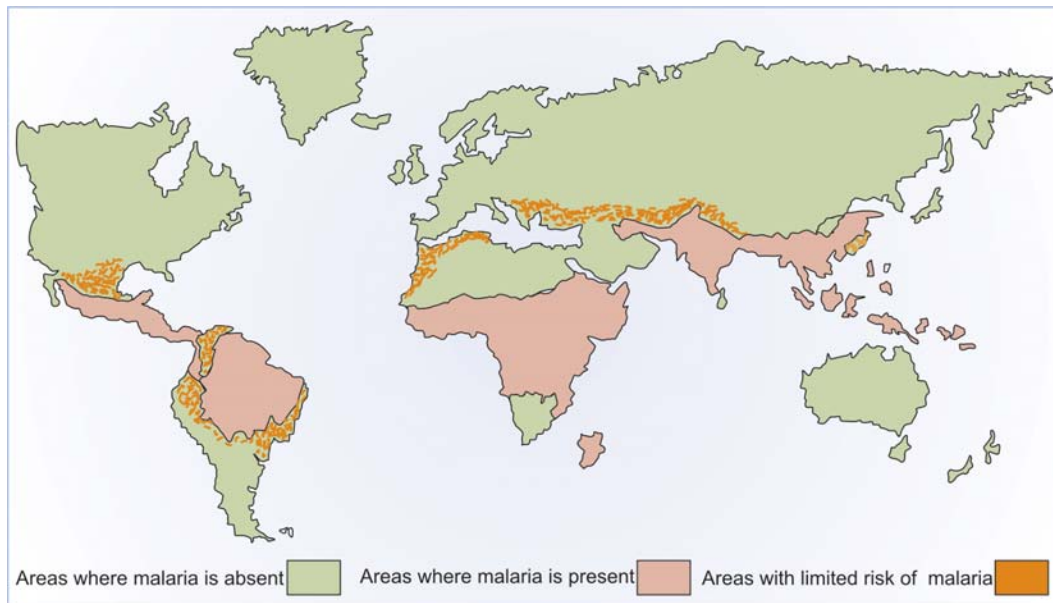 Areas where malaria is absent
Areas where malaria is present
Areas with limited risk of malaria